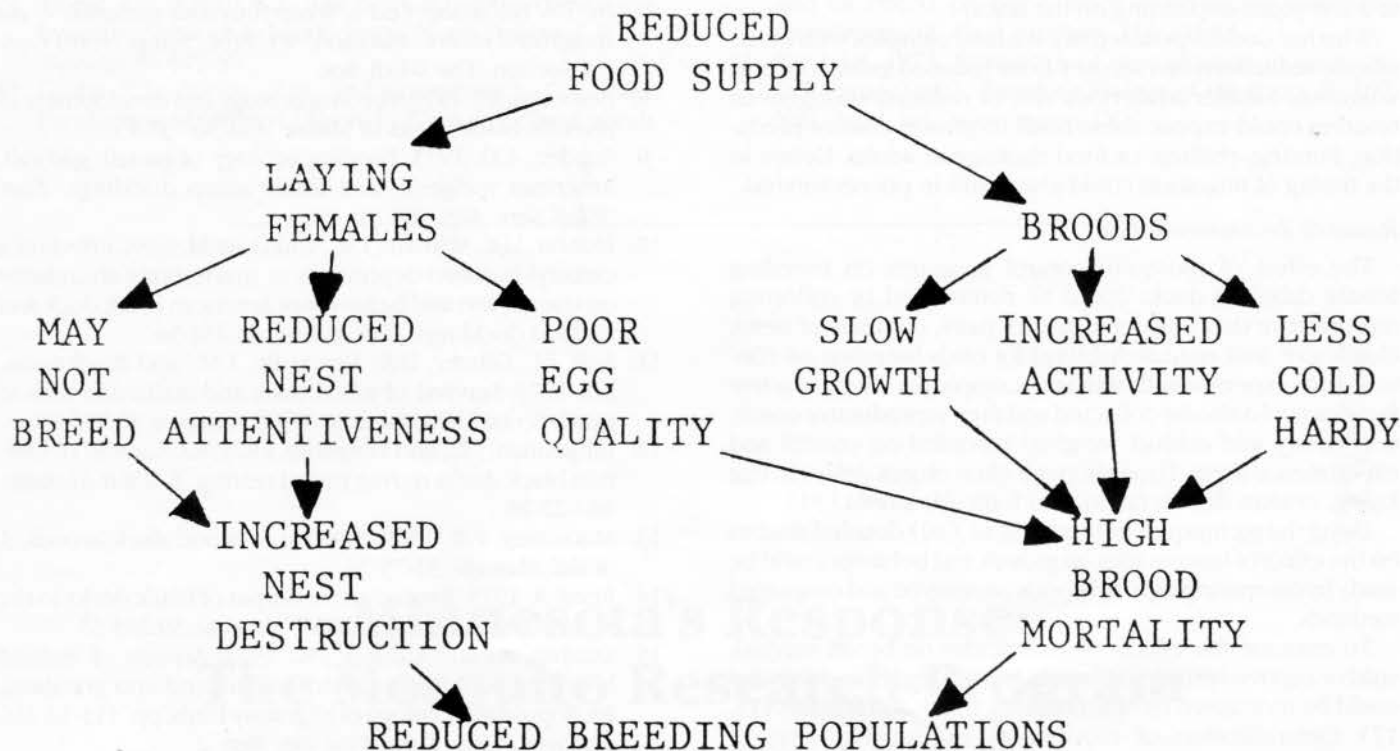 REDUCED
FOOD SUPPLY
LAYING
FEMALES
BROODS
MAY
NOT
BREED
REDUCED
NEST
ATTENTIVENESS
POOR
EGG
QUALITY
SLOW
GROWTH
INCREASED
ACTIVITY
LESS
COLD
HARDY
INCREASED
NEST
DESTRUCTION
HIGH
BROOD
MORTALITY
REDUCED BREEDING POPULATIONS